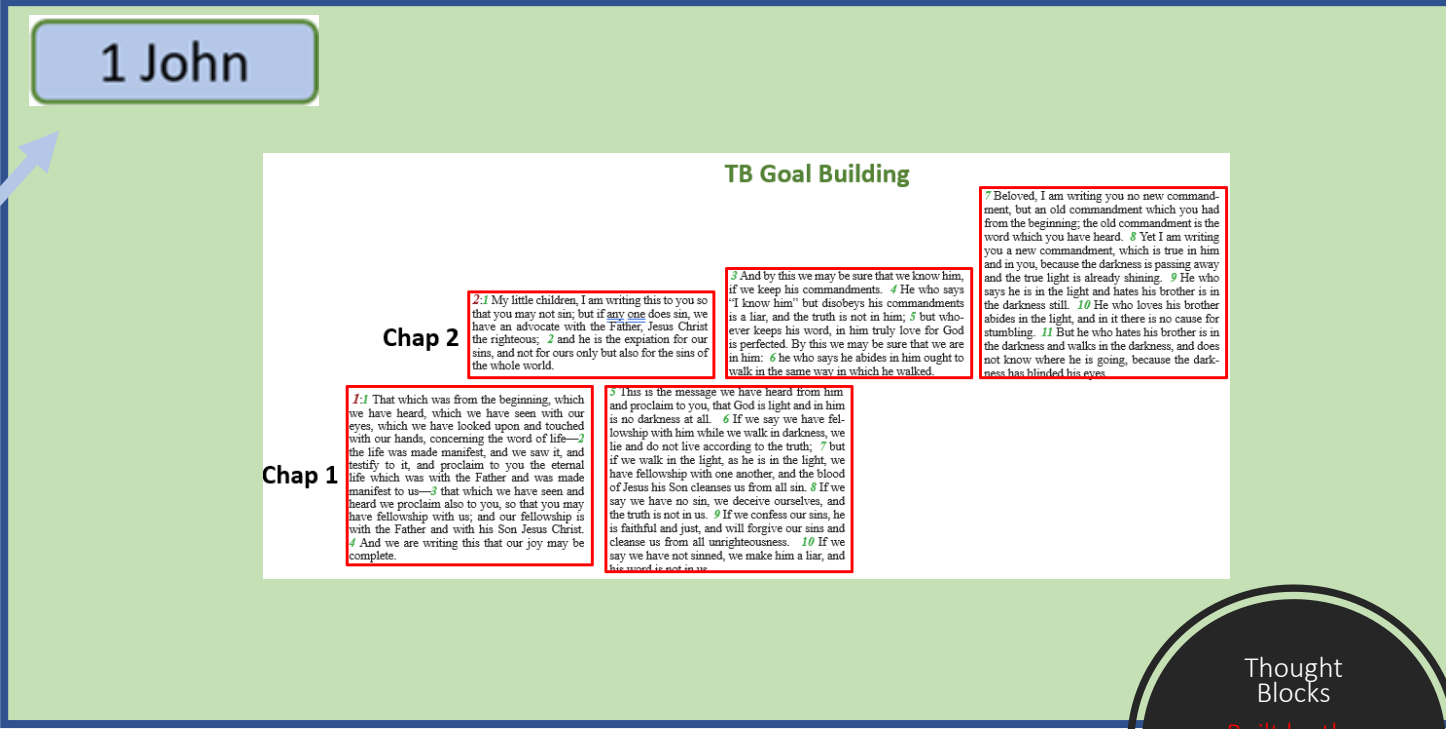 1 John
TB Goal Building
7 Beloved, I am writing you no new command-
ment, but an old commandment which you had
from the beginning; the old commandment is the
word which you have heard. 8 Yet I am writing
you a new commandment, which is true in him
and in you, because the darkness is passing away
and the true light is already shining. 9 He who
says he is in the light and hates his brother is in
the darkness still. 10 He who loves his brother
abides in the light, and in it there is no cause for
stumbling. 11 But he who hates his brother is in
the darkness and walks in the darkness, and does
not know where he is going, because the dark-
ness has blinded his eyes
3 And by this we may be sure that we know him,
if we keep his commandments. 4 He who says
“I know him” but disobeys his commandments
is a liar, and the truth is not in him; 5 but who-
ever keeps his word, in him truly love for God
is perfected. By this we may be sure that we are
in him: 6 he who says he abides in him ought to
walk in the same way in which he walked.
Chap 2
2:1 My little children, I am writing this to you so
that you may not sin; but if any one does sin, we
have an advocate with the Father, Jesus Christ
the righteous; 2 and he is the expiation for our
sins, and not for ours only but also for the sins of
the whole world.
Chap 1
1:1 That which was from the beginning, which
we have heard, which we have seen with our
eyes, which we have looked upon and touched
with our hands, concerning the word of life—2
the life was made manifest, and we saw it, and
testify to it, and proclaim to you the eternal
life which was with the Father and was made
manifest to us—3 that which we have seen and
heard we proclaim also to you, so that you may
have fellowship with us; and our fellowship is
with the Father and with his Son Jesus Christ.
4 And we are writing this that our joy may be
complete.
5 This is the message we have heard from him
and proclaim to you, that God is light and in him
is no darkness at all. 6 If we say we have fel-
lowship with him while we walk in darkness, we
lie and do not live according to the truth; 7 but
if we walk in the light, as he is in the light, we
have fellowship with one another, and the blood
of Jesus his Son cleanses us from all sin. 8 If we
say we have no sin, we deceive ourselves, and
the truth is not in us. 9 If we confess our sins, he
is faithful and just, and will forgive our sins and
cleanse us from all unrighteousness. 10 If we
say we have not sinned, we make him a liar, and
his word is not in us
Thought
Blocks